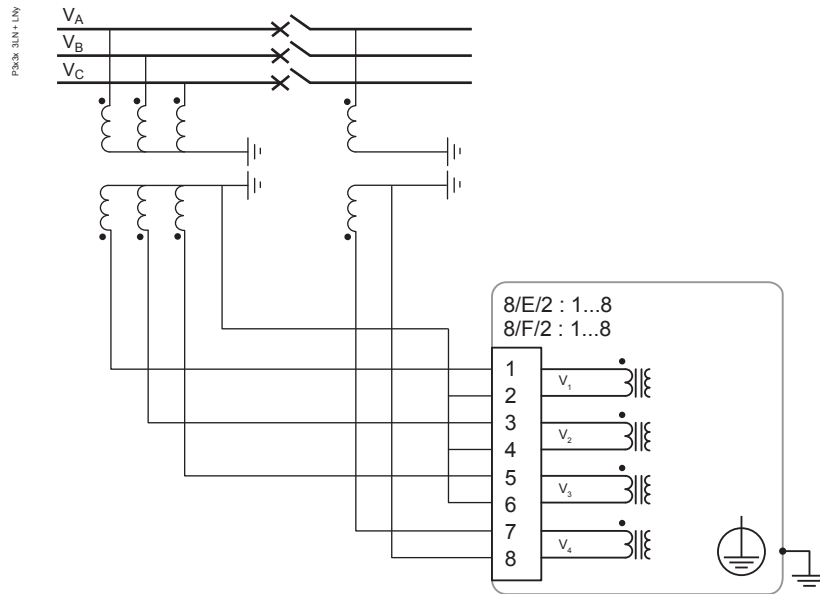 P3x3x 3LN + LNy
VA
VB
VC
8/E/2 : 1...8
8/F/2 : 1...8
1
V1
2
3
V2
4
5
V3
6
7
V4
8